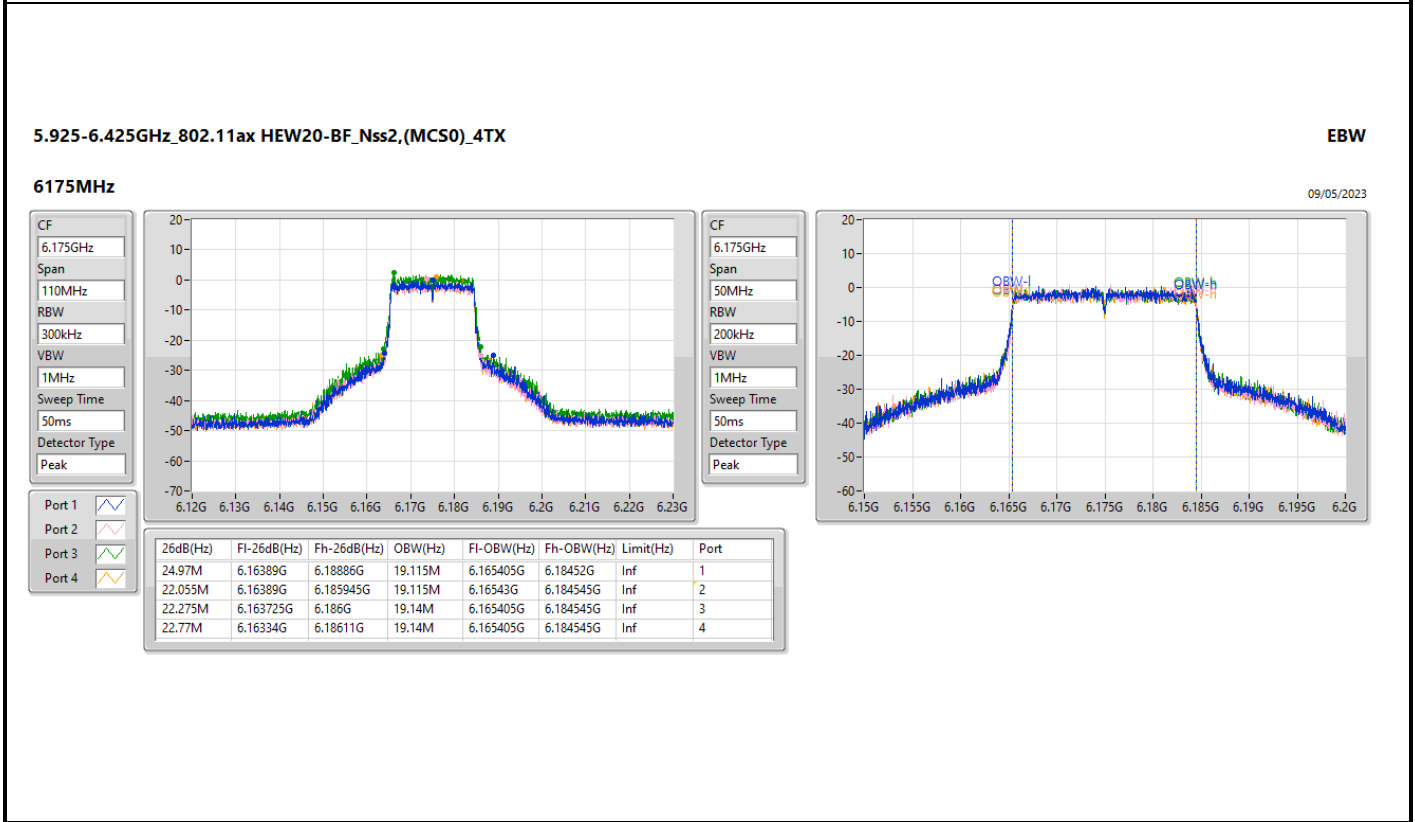 5.925-6.425GHz_802.11ax HEW20-BF_Nss2,(MCS0)_4TX
EBW
6175MHz
09/05/2023
CF
6.175GHz
Span
110MHz
RBW
300kHz
VBW
1MHz
Sweep Time
50ms
Detector Type
Peak
20
10
0
-10
-20
-30
-40
-50
-60
-70
6.12G 6.13G 6.14G 6.15G 6.16G 6.17G 6.18G 6.19G 6.2G 6.21G 6.22G 6.23G
CF
6.175GHz
Span
50MHz
RBW
200kHz
VBW
1MHz
Sweep Time
50ms
Detector Type
Peak
20
10
0
-10
-20
-30
-40
-50
-60
OBW-l
OBW-h
6.15G 6.155G 6.16G 6.165G 6.17G 6.175G 6.18G 6.185G 6.19G 6.195G 6.2G
Port 1
Port 2
Port 3
Port 4
26dB(Hz) Fl-26dB(Hz) Fh-26dB(Hz) OBW(Hz) Fl-OBW(Hz) Fh-OBW(Hz) Limit(Hz) Port
24.97M 6.16389G 6.18886G 19.115M 6.165405G 6.18452G Inf 1
22.055M 6.16389G 6.185945G 19.115M 6.16543G 6.184545G Inf 2
22.275M 6.163725G 6.186G 19.14M 6.165405G 6.184545G Inf 3
22.77M 6.16334G 6.18611G 19.14M 6.165405G 6.184545G Inf 4